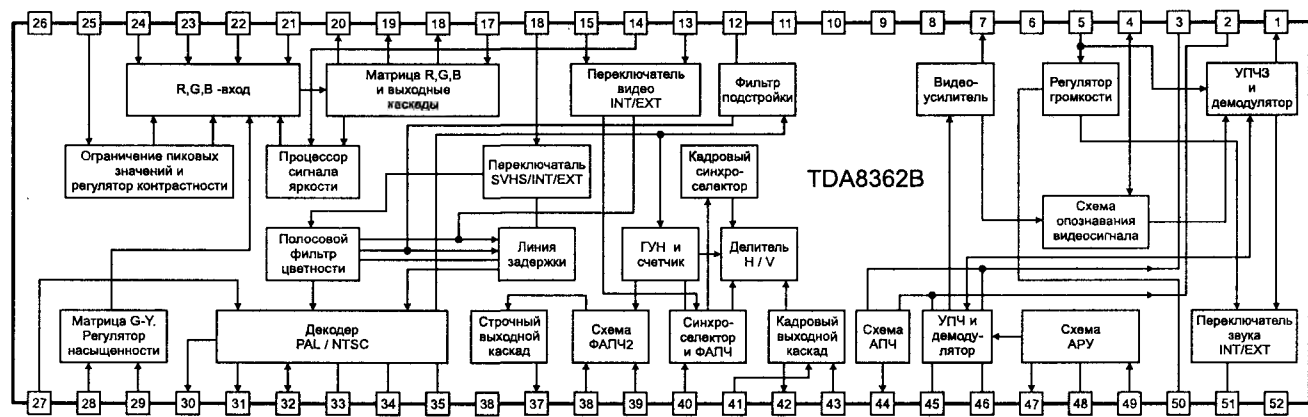 26 25 24 23 22 21 20 19 18 17 18 15 14 13 12 11 10 9 8 7 6 5 4 3 2 1
R,G,B -вход
Матрица R,G,B
и выходные
каскады
Переключатель
видео
INT/EXT
Фильтр
подстройки
Видео-
усилитель
Регулятор
громкости
УПЧЗ
и
демодулятор
Ограничение пиковых
значений и
регулятор контрастности
Процессор
сигнала
яркости
Переключаталь
SVHS/INT/EXT
Кадровый
синхро-
селектор
TDA8362B
Схема
опознавания
видеосигнала
Полосовой
фильтр
цветности
Линия
задержки
ГУН и
счетчик
Делитель
H / V
Матрица G-Y.
Регулятор
насыщенности
Декодер
PAL / NTSC
Строчный
выходной
каскад
Схема
ФАПЧ2
Синхро-
селектор
и ФАПЧ
Кадровый
выходной
каскад
Схема
АПЧ
УПЧ и
демоду-
лятор
Схема
АРУ
Переключатель
звука
INT/EXT
27 28 29 30 31 32 33 34 35 38 37 38 39 40 41 42 43 44 45 46 47 48 49 50 51 52